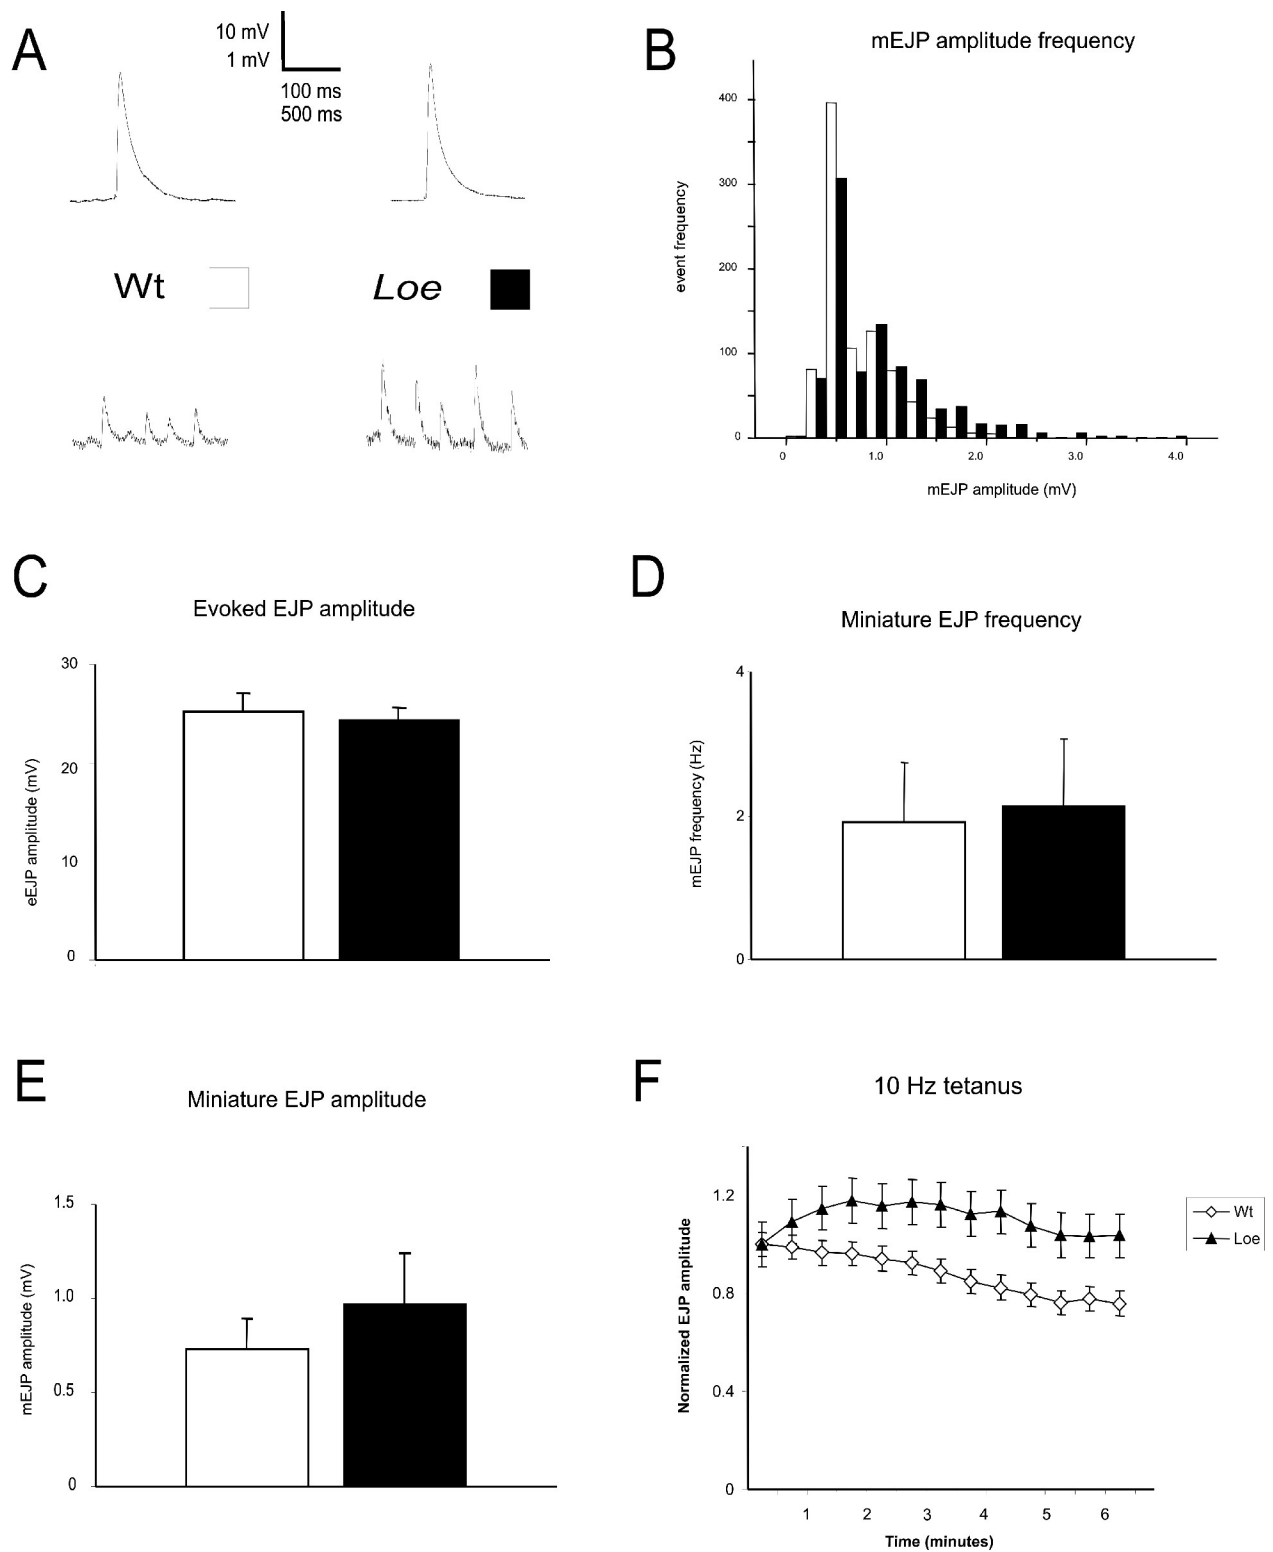 A
10 mV
1 mV
100 ms
500 ms
Wt
Loe
B
mEJP amplitude frequency
event frequency
400
300
200
100
0
0 1.0 2.0 3.0 4.0
mEJP amplitude (mV)
C
Evoked EJP amplitude
eEJP amplitude (mV)
30
20
10
0
D
Miniature EJP frequency
mEJP frequency (Hz)
4
2
0
E
Miniature EJP amplitude
mEJP amplitude (mV)
1.5
1.0
0.5
0
F
10 Hz tetanus
Normalized EJP amplitude
1.2
0.8
0.4
0
1 2 3 4 5 6
Time (minutes)
Wt
Loe